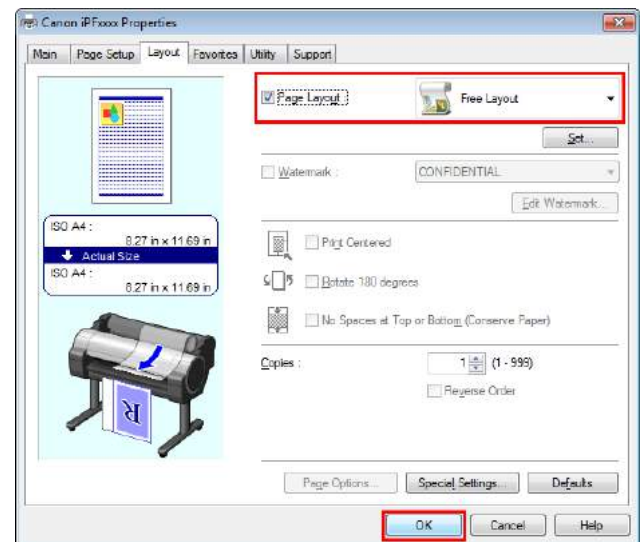 Canon iPFxxxx Properties
Main Page Setup Layout Favorites Utility Support
Page Layout : Free Layout
Set...
Watermark : CONFIDENTIAL
Edit Watermark...
ISO A4 :
8.27 in x 11.69 in
Actual Size
ISO A4 :
8.27 in x 11.69 in
Print Centered
Rotate 180 degrees
No Spaces at Top or Bottom (Conserve Paper)
Copies : 1 (1 - 999)
Reverse Order
R
Page Options... Special Settings... Defaults
OK Cancel Help